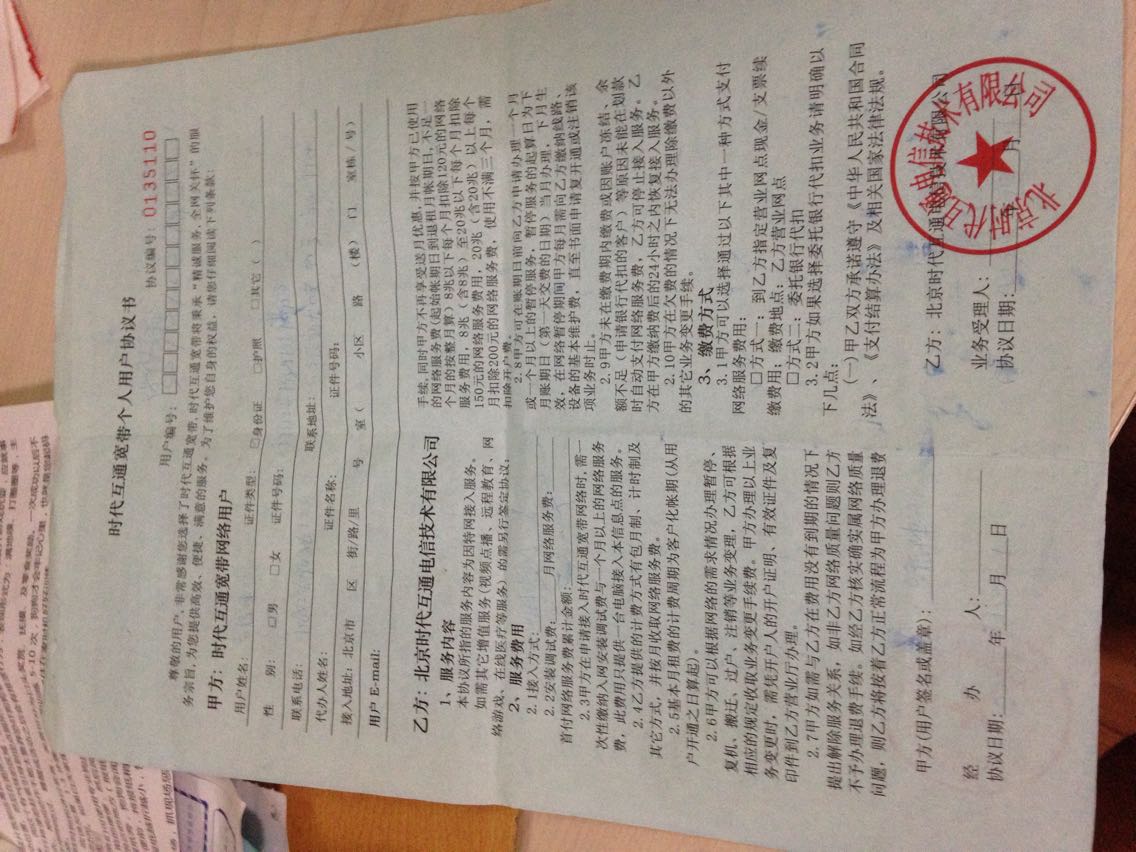 5-10 次，狗狗才会牢记心里，也就是您起码
时代互通宽带个人用户协议书
协议编号：0135110
用户编号：□□□□□□□□□□□□□
尊敬的用户,非常感谢您选择了时代互通宽带,时代互通宽带将秉承“精诚服务,全网关怀”的服
务宗旨,为您提供高效、便捷、满意的服务。为了维护您自身的权益，请您仔细阅读下列条款：
甲方：时代互通宽带网络用户
用户姓名： 证件类型： □身份证 □护照 □其它（ ）
性 别： □男 □女 证件号码：
联系电话： 联系地址：
代办人姓名： 证件名称： 证件号码：
接入地址：北京市 区 街/路/里 号 室（ 小区 路 （楼） 门 室栋／号）
用户 E-mail:
乙方：北京时代互通电信技术有限公司
1、服务内容
本协议所指的服务内容为因特网接入服务。
如需其它增值服务(视频点播、远程教育、网
络游戏、在线医疗等服务）的需另行签定协议；
2、服务费用
2.1接入方式：
2.2安装调试费：______月网络服务费：
首付网络服务费累计金额：
2.3甲方在申请接入时代互通宽带网络时,需一
次性缴纳入网安装调试费与一个月以上的网络服务
费，此费用只提供一台电脑接入本信息点的服务。
2.4乙方提供的计费方式有包月制、计时制及
其它方式，并按月收取网络服务费。
2.5基本月租费的计费周期为客户化帐期(从用
户开通之日算起)。
2.6甲方可以根据网络的需求情况办理暂停、
复机、搬迁、过户、注销等业务变理，乙方可根据
相应的规定收取业务变更手续费。甲方办理以上业
务变更时，需凭开户人的开户证明、有效证件及复
印件到乙方营业厅办理。
2.7甲方如需与乙方在费用没有到期的情况下
提出解除服务关系，如非乙方网络质量问题则乙方
不予办理退费手续。如经乙方核实确实属网络质量
问题，则乙方将按着乙方正常流程为甲方办理退费
手续,同时甲方不再享受送月优惠,并按甲方已使用
的网络服务费(起始帐期日到退租月帐期日,不足一
个月的按整月算）8兆以下每个月扣除120元的网络
服务费用，8兆（含8兆）至20兆以下每个月扣除
150元的网络服务费用，20兆（含20兆）以上每个
月扣除200元的网络服务费，使用不满三个月，需
扣除开户费。
2.8甲方可在账期日前向乙方申请办理一个月
或一个月以上的暂停服务，暂停服务的起算日为下
月账期日（第一天交费的日期）当月办理，下月生
效，在网络暂停期间甲方每月需向乙方缴纳线路、
设备的基本维护费，直至书面申请复开通或注销该
项业务时止。
2.9甲方未在缴费期内缴费或因账户冻结、余
额不足（申请银行代扣的客户）等原因未能在划款
时自动支付网络服务费，乙方可停止接入服务。乙
方在甲方缴纳费后的24小时之内恢复接入服务。
2.10甲方在欠费的情况下无法办理除缴费以外
的其它业务变更手续。
3、缴费方式
3.1甲方可以选择通过以下其中一种方式支付
网络服务费用：
□方式一：到乙方指定营业网点现金/支票续
缴费用；缴费地点：乙方营业网点
□方式二：委托银行代扣
3.2甲方如果选择委托银行代扣业务请明确以
下几点：
(一)甲乙双方承诺遵守《中华人民共和国合同
法》、《支付结算办法》及相关国家法律法规。
甲方(用户签名或盖章)：
经 办 人:
协议日期:______年____月___日
乙方：北京时代互通电信技术有限公司
业务受理人：
协议日期:______年____月___日
北京时代互通电信技术有限公司